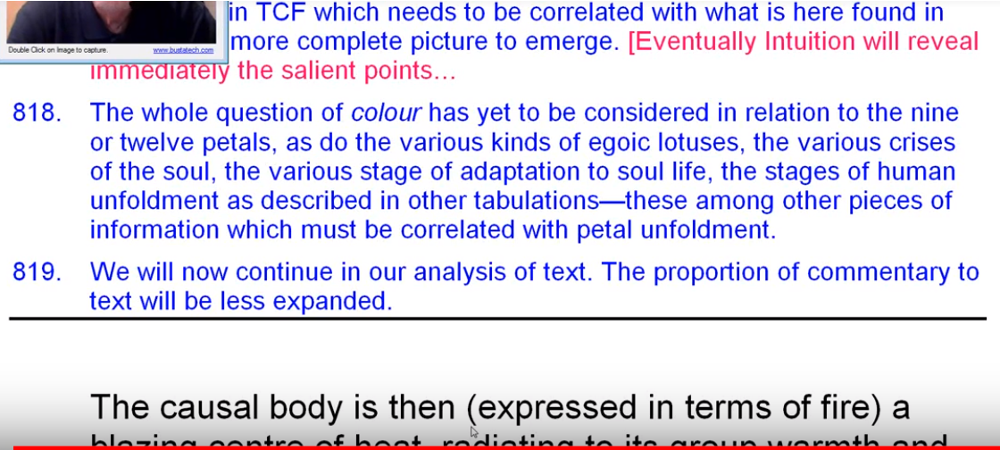 in TCF which needs to be correlated with what is here found in
Double Click on Image to capture. www.bustatech.com
more complete picture to emerge. [Eventually Intuition will reveal
immediately the salient points…
818. The whole question of colour has yet to be considered in relation to the nine
or twelve petals, as do the various kinds of egoic lotuses, the various crises
of the soul, the various stage of adaptation to soul life, the stages of human
unfoldment as described in other tabulations—these among other pieces of
information which must be correlated with petal unfoldment.
819. We will now continue in our analysis of text. The proportion of commentary to
text will be less expanded.
The causal body is then (expressed in terms of fire) a
blazing centre of heat, radiating to its group warmth and